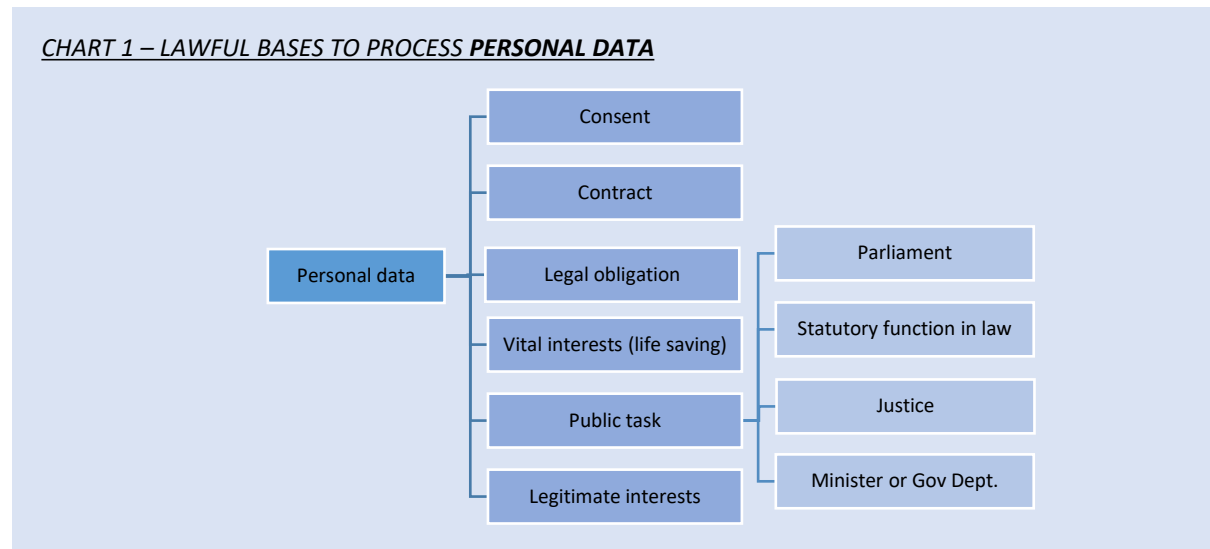 CHART 1 – LAWFUL BASES TO PROCESS PERSONAL DATA
Personal data
Consent
Contract
Legal obligation
Vital interests (life saving)
Public task
Legitimate interests
Parliament
Statutory function in law
Justice
Minister or Gov Dept.